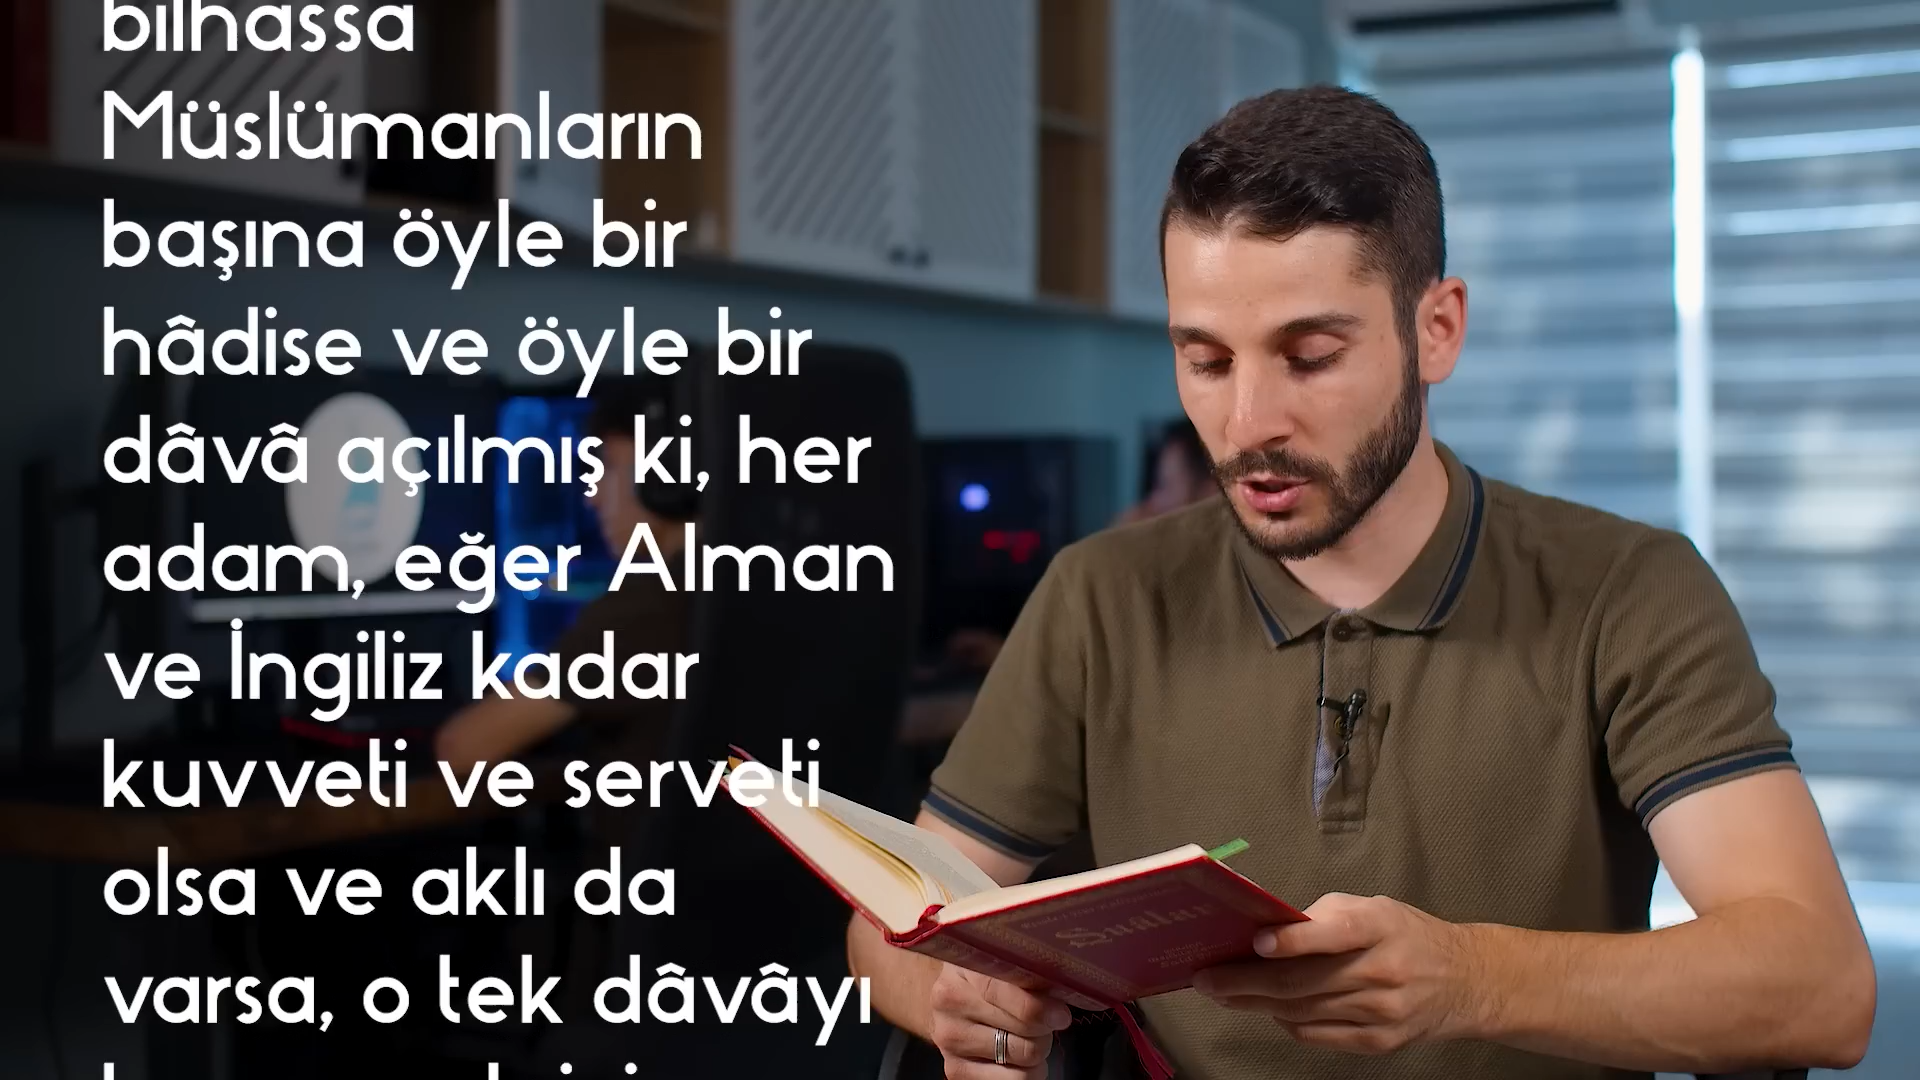 bilhassa
Müslümanların
başına öyle bir
hâdise ve öyle bir
dâvâ açılmış ki, her
adam, eğer Alman
ve İngiliz kadar
kuvveti ve serveti
olsa ve aklı da
varsa, o tek dâvâyı
Şuâlar